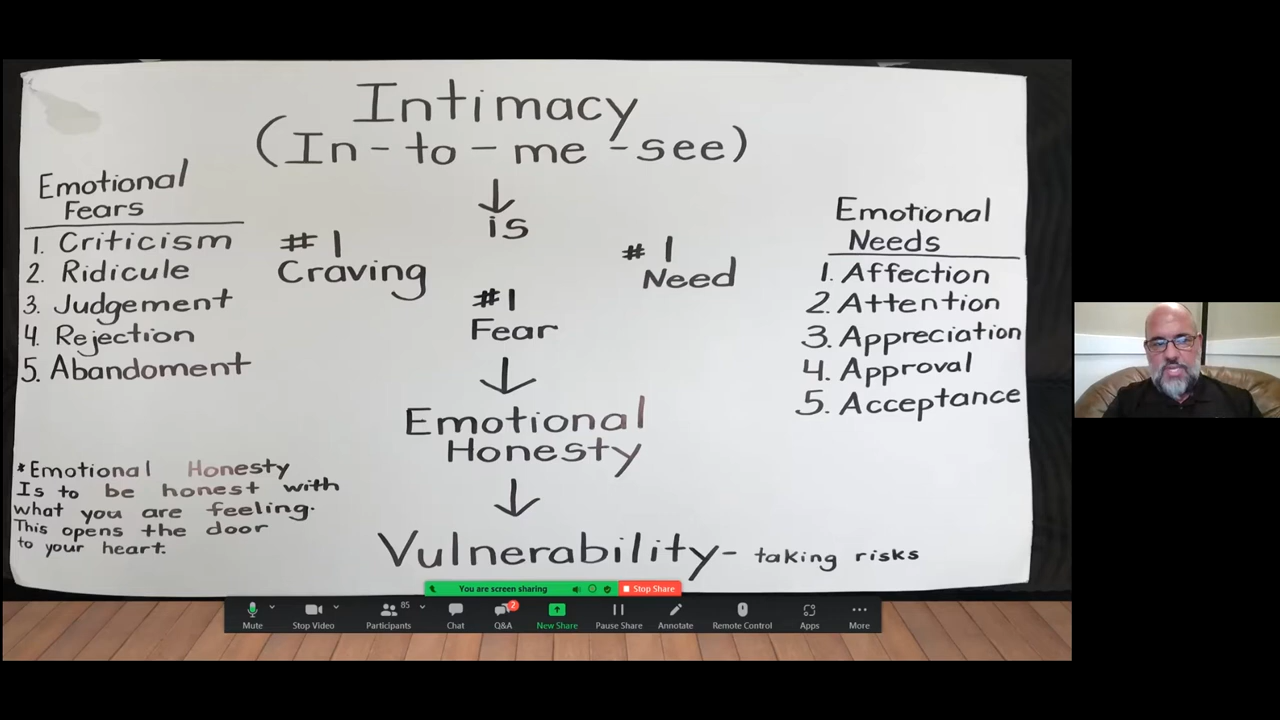 Intimacy
(In-to-me-see)
Emotional
Fears
1. Criticism
2. Ridicule
3. Judgement
4. Rejection
5. Abandoment
is
#1
Craving
#1
Need
#1
Fear
Emotional
Honesty
Vulnerability- taking risks
Emotional
Needs
1. Affection
2. Attention
3. Appreciation
4. Approval
5. Acceptance
*Emotional Honesty
Is to be honest with
what you are feeling.
This opens the door
to your heart.
You are screen sharing
Stop Share
Mute
Stop Video
85
Participants
Chat
2
Q&A
New Share
Pause Share
Annotate
Remote Control
Apps
More